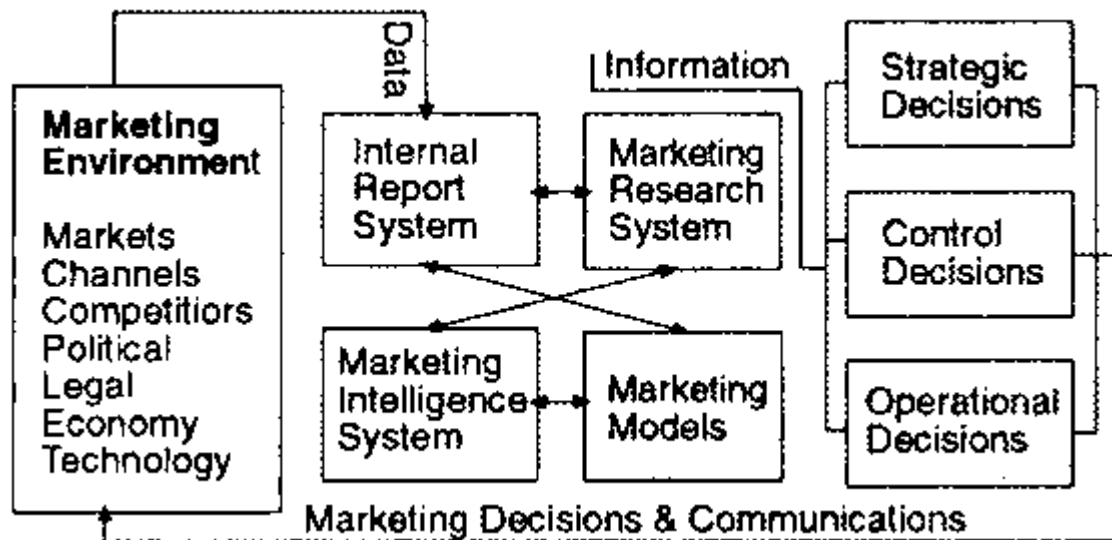 Marketing
Environment
Markets
Channels
Competitiors
Political
Legal
Economy
Technology
Data
Internal
Report
System
Marketing
Research
System
Marketing
Intelligence
System
Marketing
Models
Information
Strategic
Decisions
Control
Decisions
Operational
Decisions
Marketing Decisions & Communications